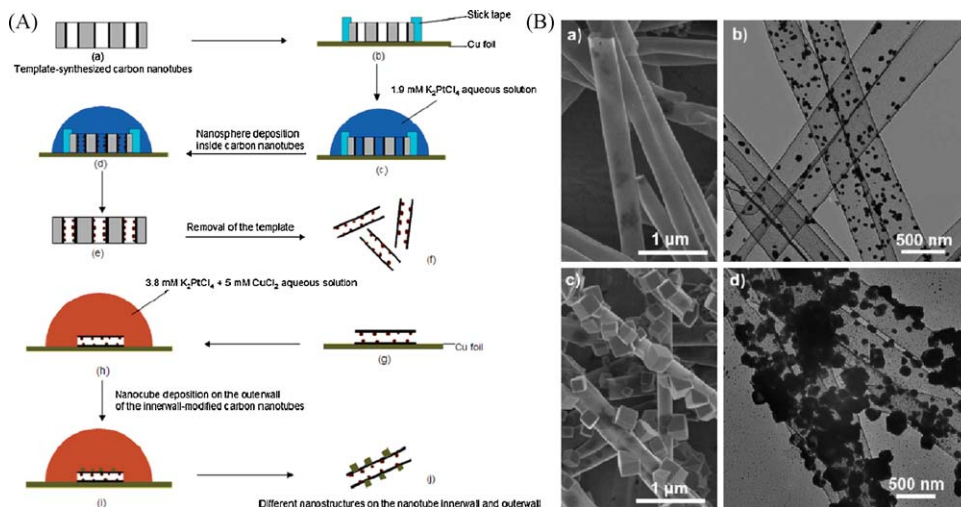 (A)
(a)
Template-synthesized carbon nanotubes
Stick tape
Cu foil
(b)
1.9 mM K₂PtCl₄ aqueous solution
Nanosphere deposition
inside carbon nanotubes
(d)
(c)
Removal of the template
(e)
(f)
3.8 mM K₂PtCl₄ + 5 mM CuCl₂ aqueous solution
Cu foil
(g)
(h)
Nanocube deposition on the outerwall
of the innerwall-modified carbon nanotubes
(i)
(j)
Different nanostructures on the nanotube innerwall and outerwall
(B)
a)
1 µm
b)
500 nm
c)
1 µm
d)
500 nm